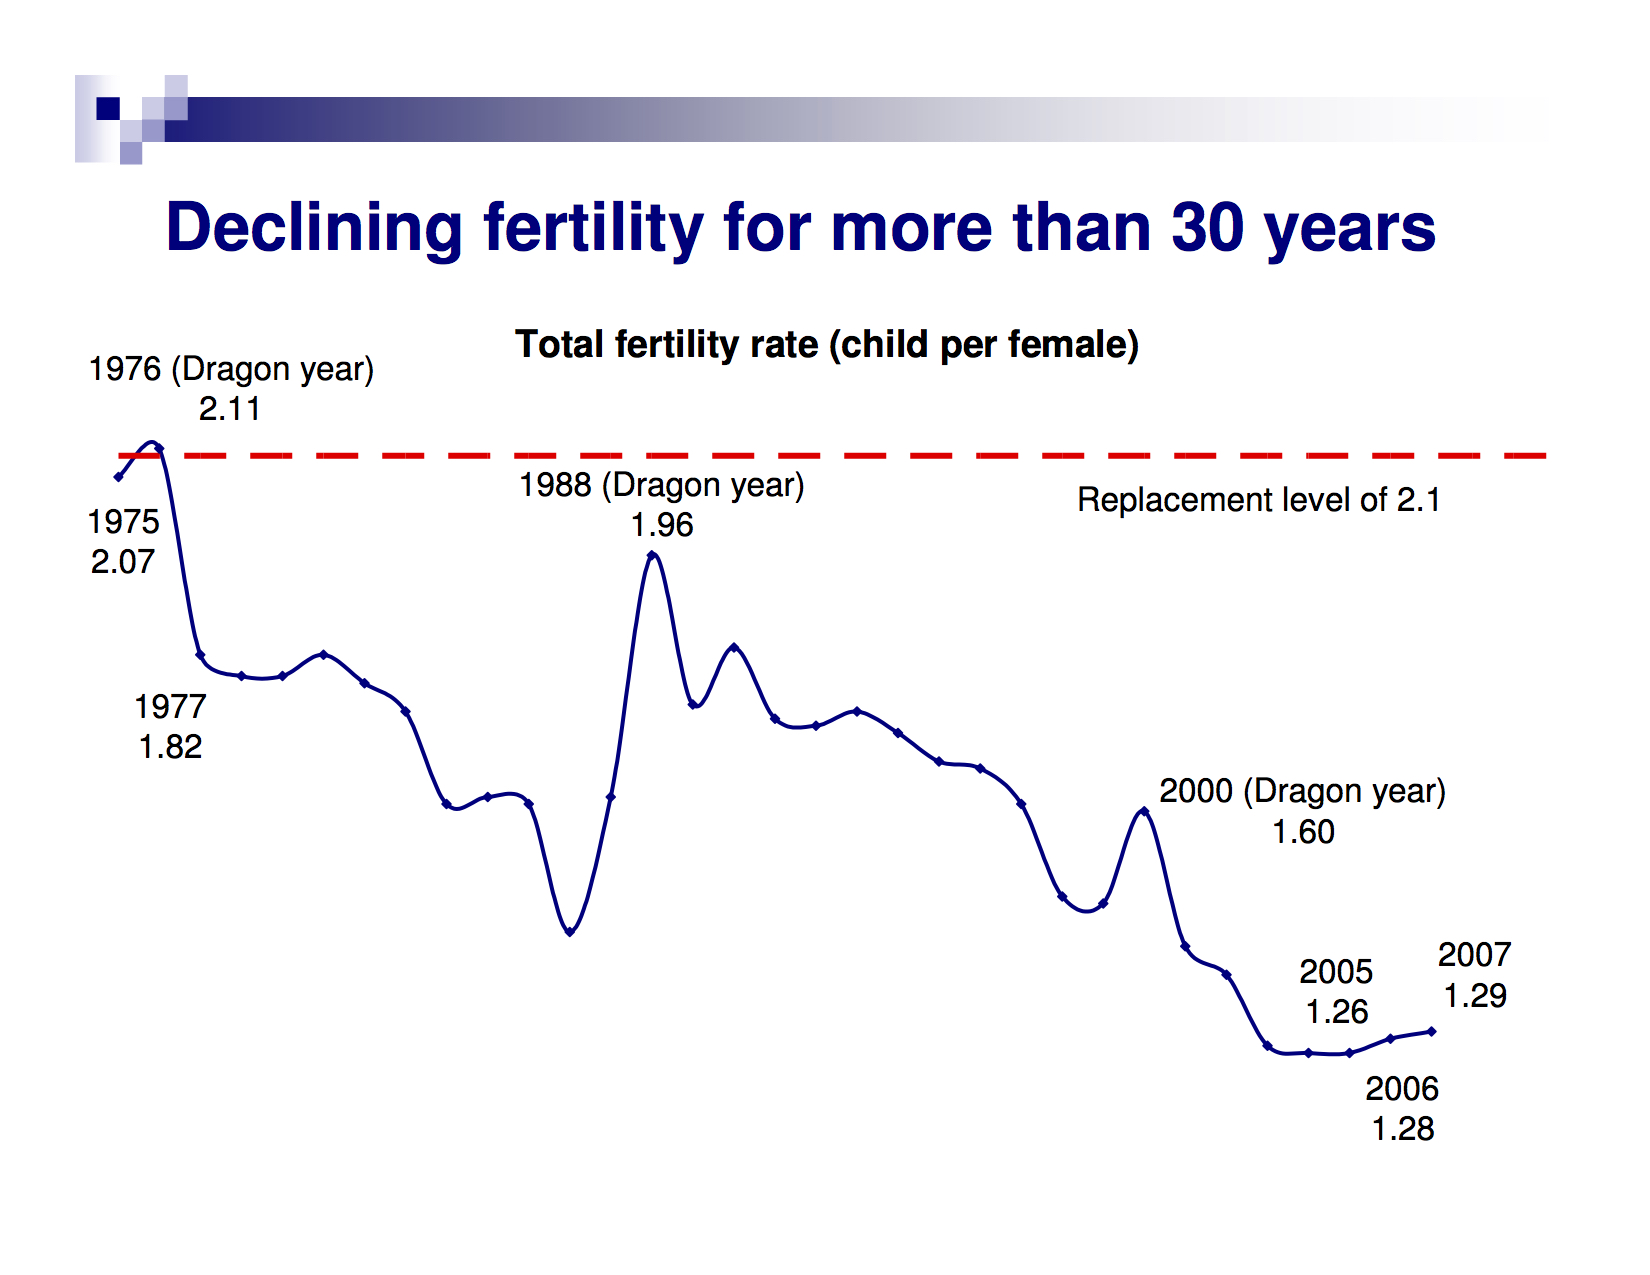 Declining fertility for more than 30 years
Total fertility rate (child per female)
1976 (Dragon year)
2.11
1975
2.07
1977
1.82
1988 (Dragon year)
1.96
Replacement level of 2.1
2000 (Dragon year)
1.60
2005
1.26
2007
1.29
2006
1.28